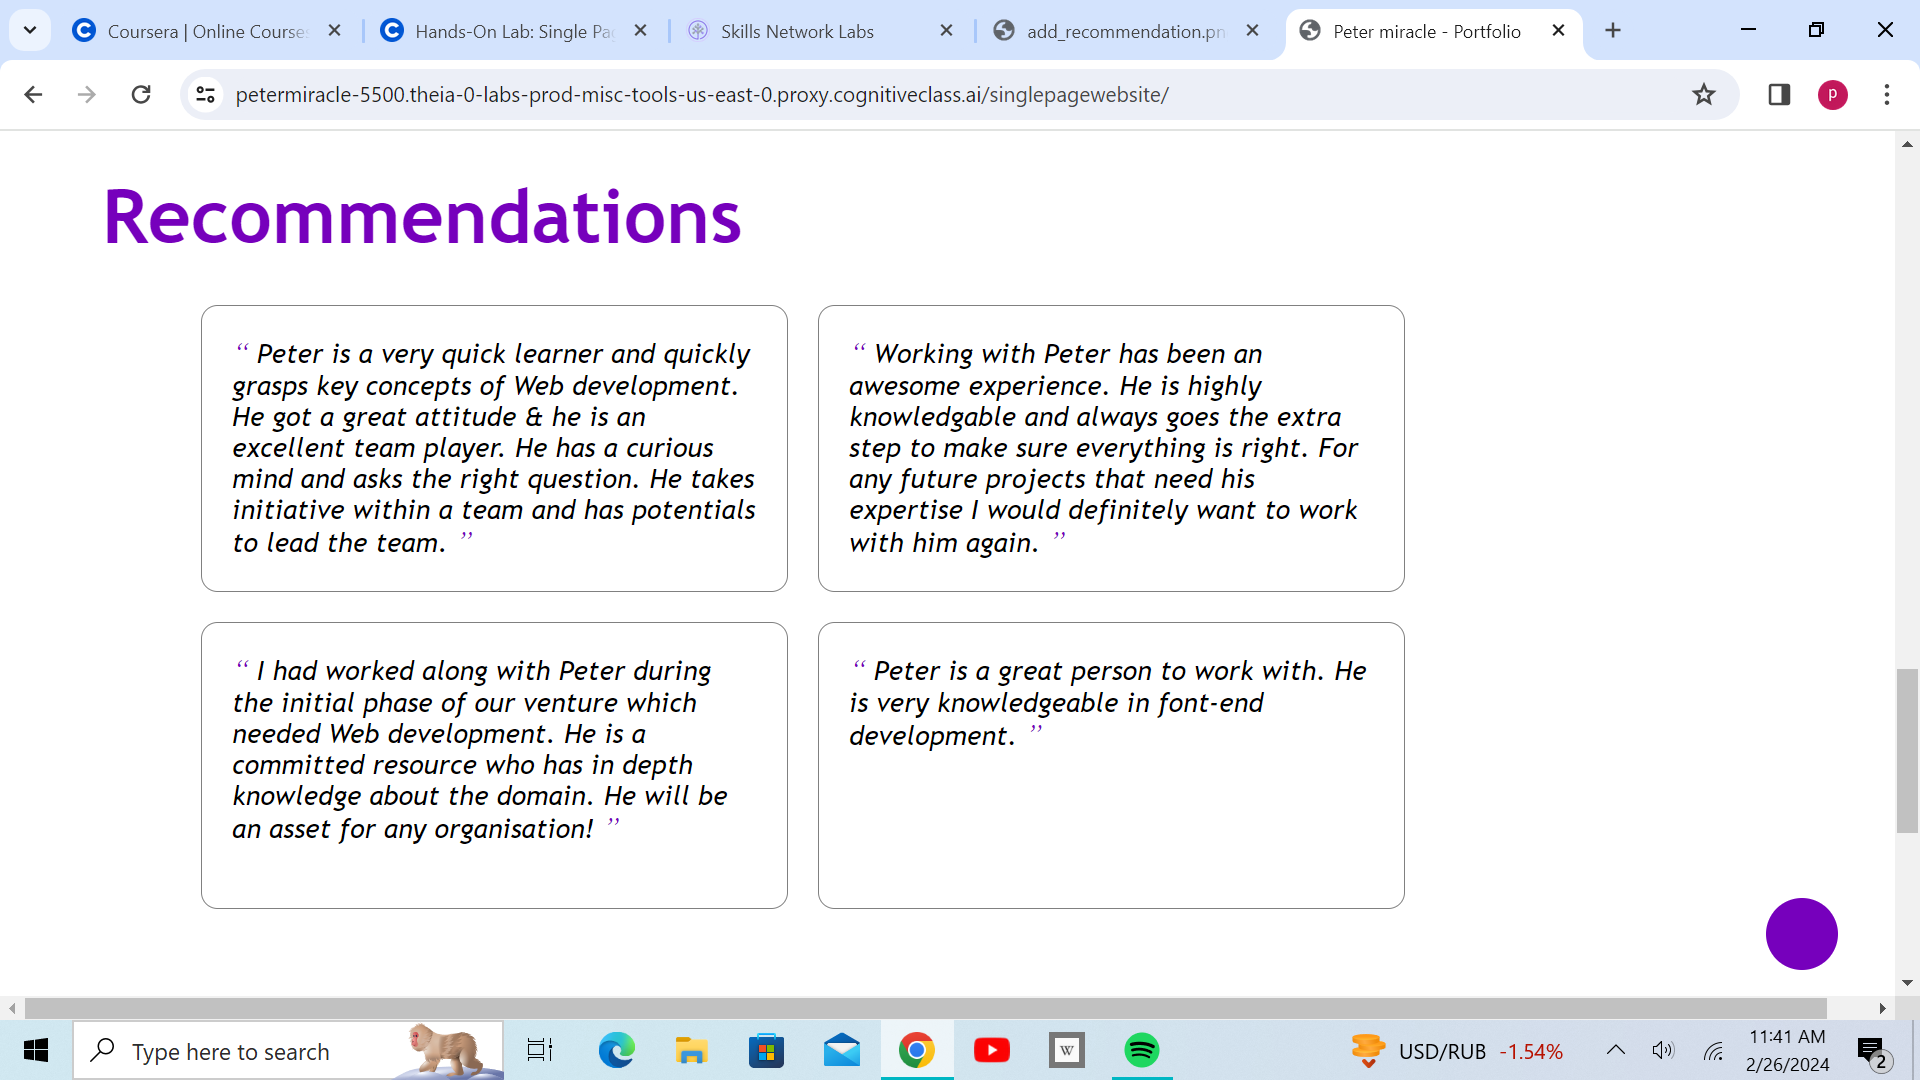 Coursera | Online Course
Hands-On Lab: Single Pa
Skills Network Labs
add_recommendation.pn
Peter miracle - Portfolio
petermiracle-5500.theia-0-labs-prod-misc-tools-us-east-0.proxy.cognitiveclass.ai/singlepagewebsite/
p
Recommendations
“ Peter is a very quick learner and quickly
grasps key concepts of Web development.
He got a great attitude & he is an
excellent team player. He has a curious
mind and asks the right question. He takes
initiative within a team and has potentials
to lead the team. ”
“ Working with Peter has been an
awesome experience. He is highly
knowledgable and always goes the extra
step to make sure everything is right. For
any future projects that need his
expertise I would definitely want to work
with him again. ”
“ I had worked along with Peter during
the initial phase of our venture which
needed Web development. He is a
committed resource who has in depth
knowledge about the domain. He will be
an asset for any organisation! ”
“ Peter is a great person to work with. He
is very knowledgeable in font-end
development. ”
Type here to search
W
USD/RUB -1.54%
11:41 AM
2/26/2024
2